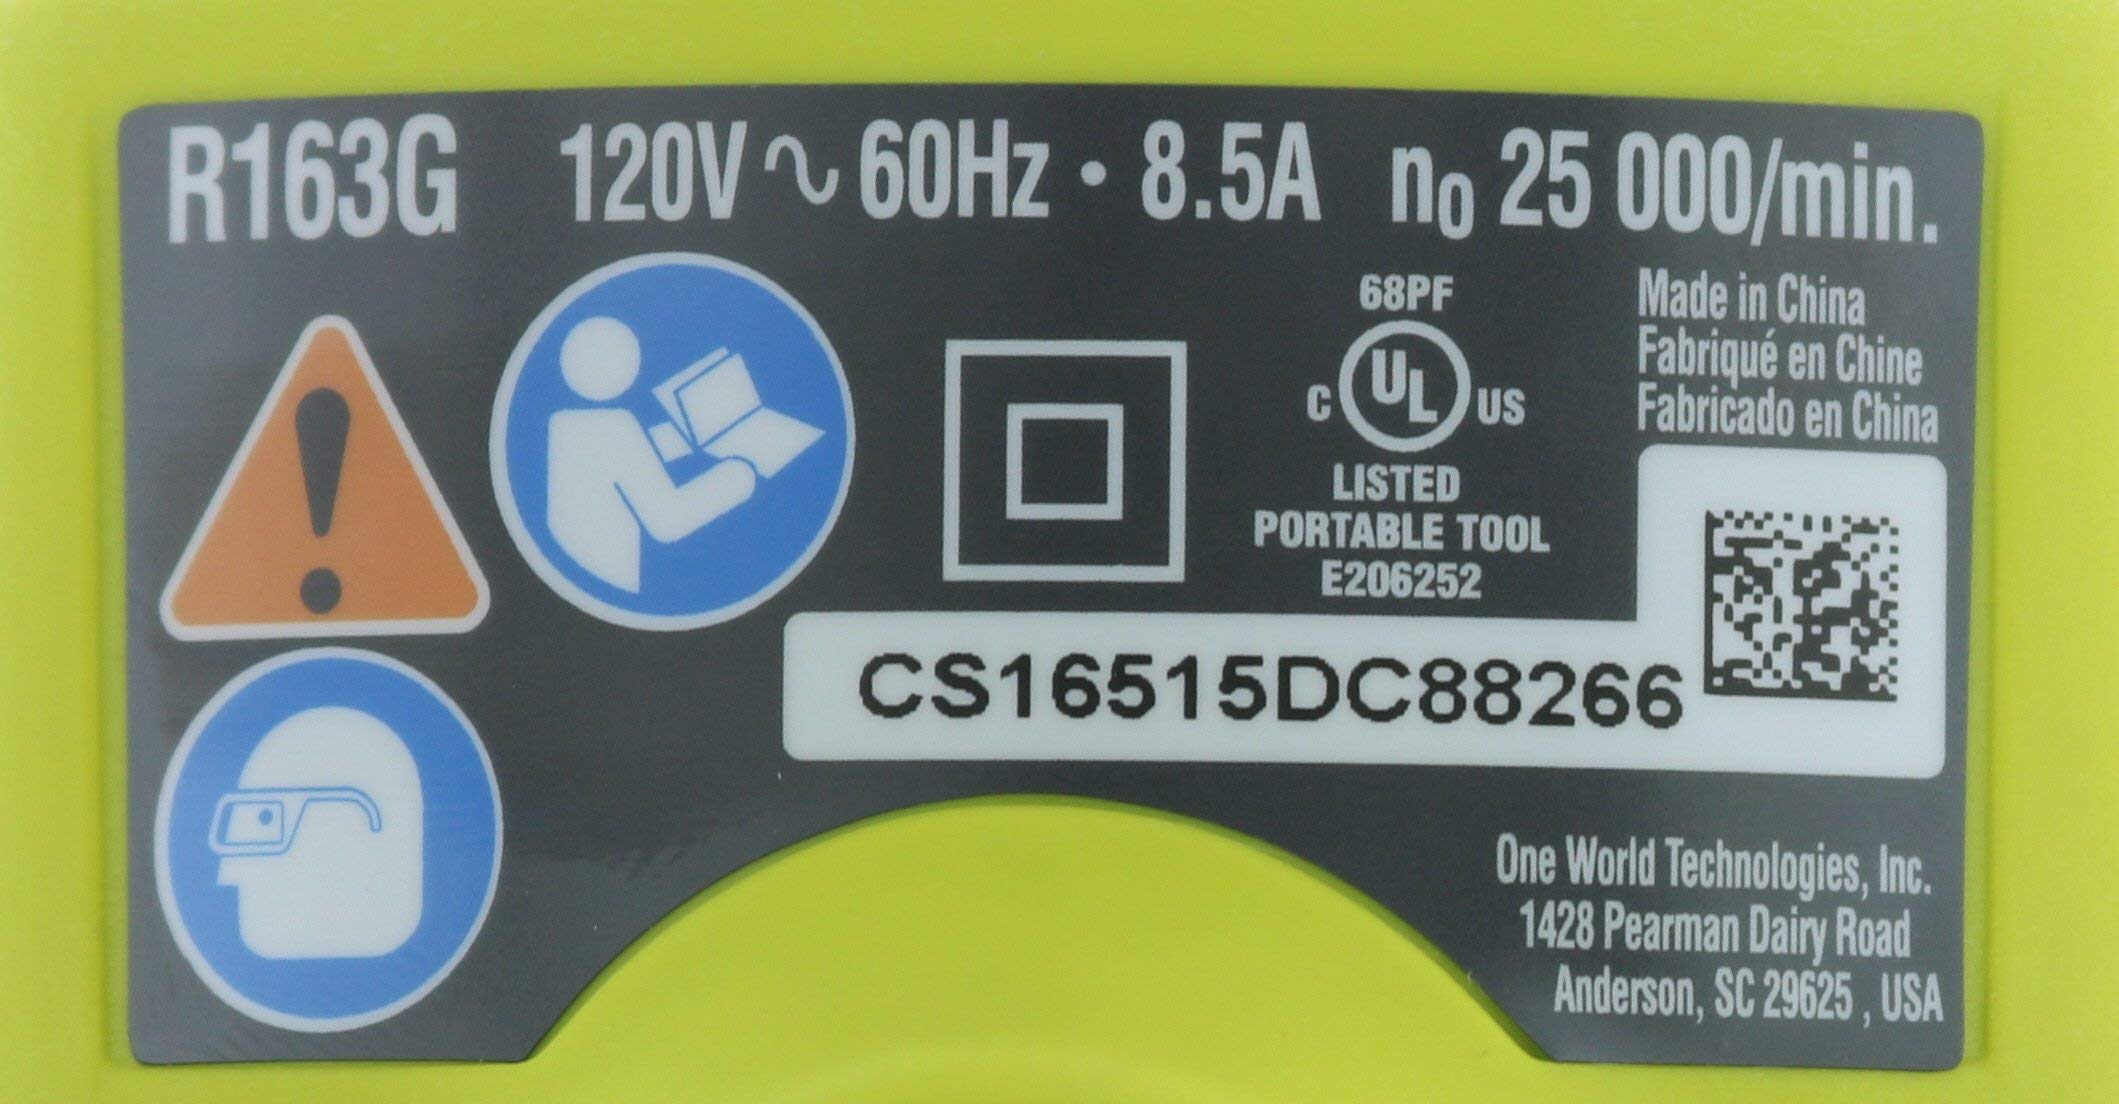 R163G 120V ~ 60Hz • 8.5A n0 25 000/min.
68PF
C UL US
LISTED
PORTABLE TOOL
E206252
Made in China
Fabriqué en Chine
Fabricado en China
CS16515DC88266
One World Technologies, Inc.
1428 Pearman Dairy Road
Anderson, SC 29625 , USA